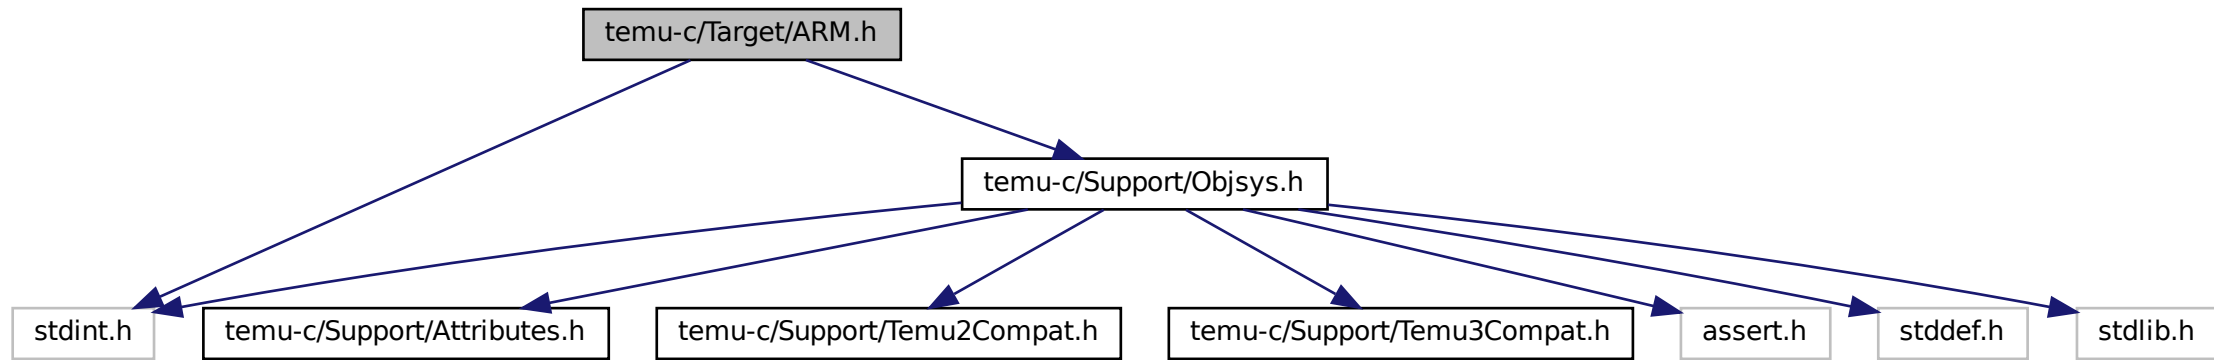 temu-c/Target/ARM.h
temu-c/Support/Objsys.h
stdint.h
temu-c/Support/Attributes.h
temu-c/Support/Temu2Compat.h
temu-c/Support/Temu3Compat.h
assert.h
stddef.h
stdlib.h